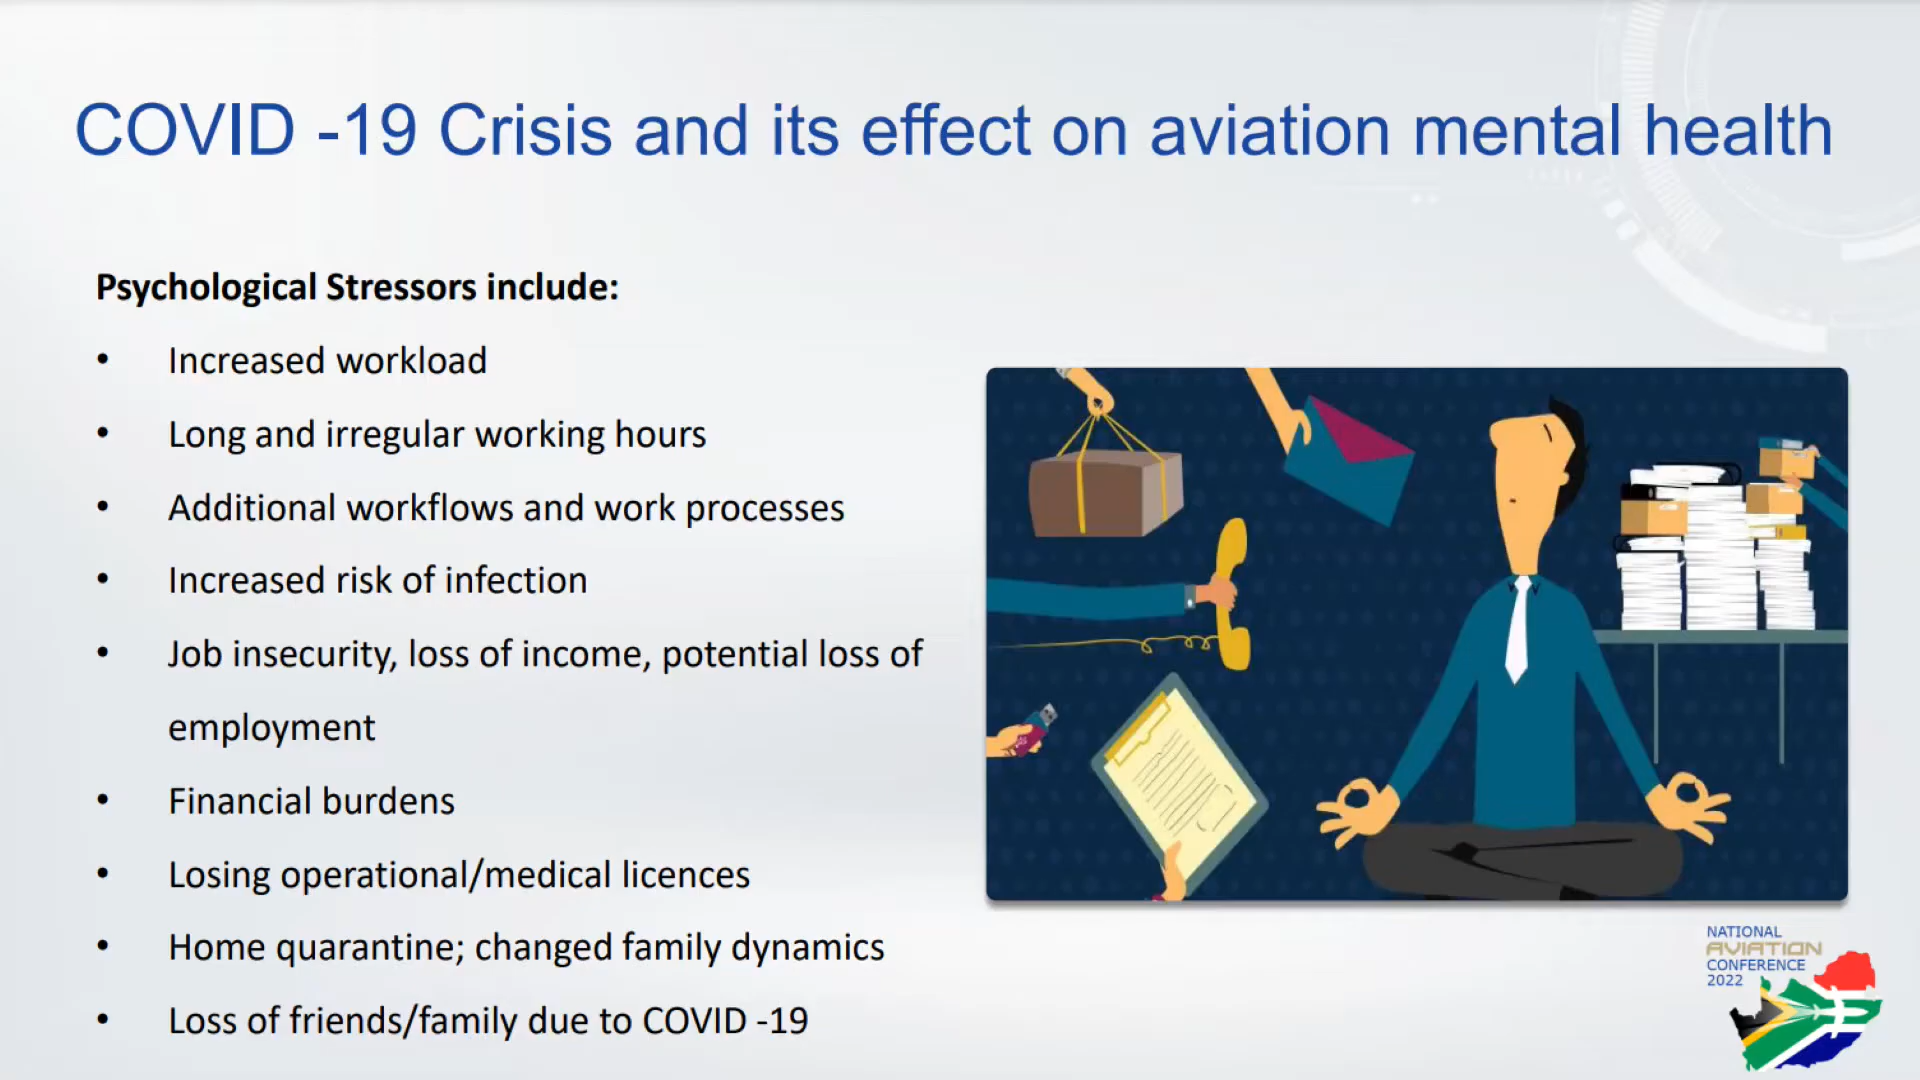 COVID -19 Crisis and its effect on aviation mental health
Psychological Stressors include:
• Increased workload
• Long and irregular working hours
• Additional workflows and work processes
• Increased risk of infection
• Job insecurity, loss of income, potential loss of
employment
• Financial burdens
• Losing operational/medical licences
• Home quarantine; changed family dynamics
• Loss of friends/family due to COVID -19
NATIONAL
AVIATION
CONFERENCE
2022